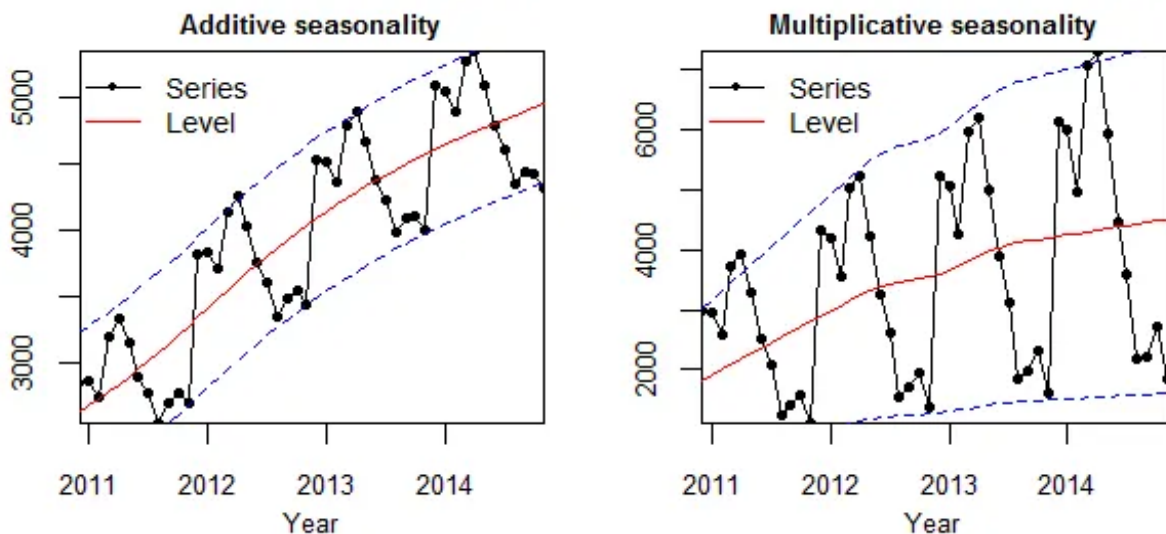 Additive seasonality
Series
Level
5000
4000
3000
2011 2012 2013 2014
Year
Multiplicative seasonality
Series
Level
6000
4000
2000
2011 2012 2013 2014
Year